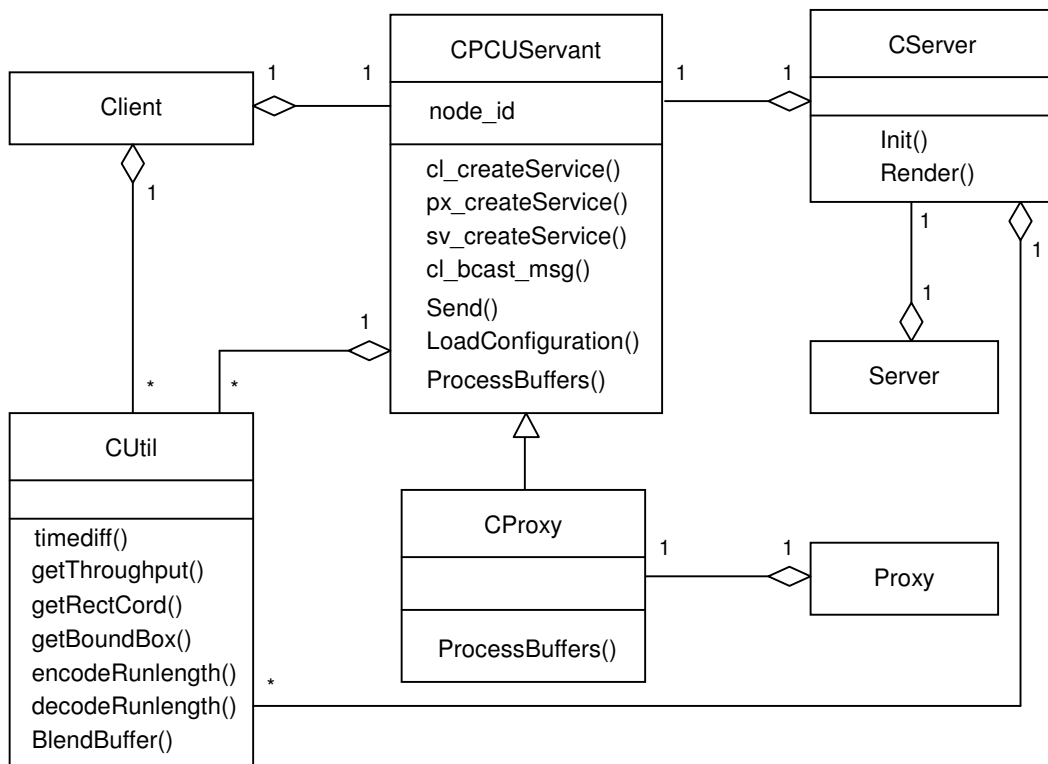 Client
1
1
1
*
CPCUServant
node_id
cl_createService()
px_createService()
sv_createService()
cl_bcast_msg()
Send()
LoadConfiguration()
ProcessBuffers()
1
*
1
1
CServer
Init()
Render()
1
1
1
Server
CUtil
timediff()
getThroughput()
getRectCord()
getBoundBox()
encodeRunlength()
decodeRunlength()
BlendBuffer()
*
CProxy
ProcessBuffers()
1
1
Proxy